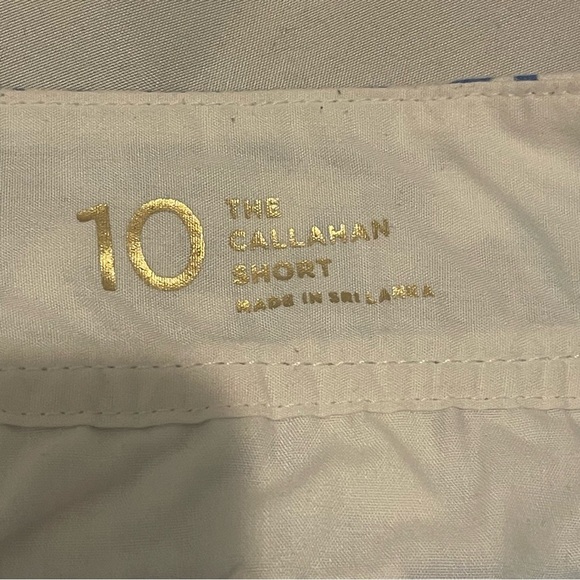 10
THE
CALLAHAN
SHORT
MADE IN SRI LANKA